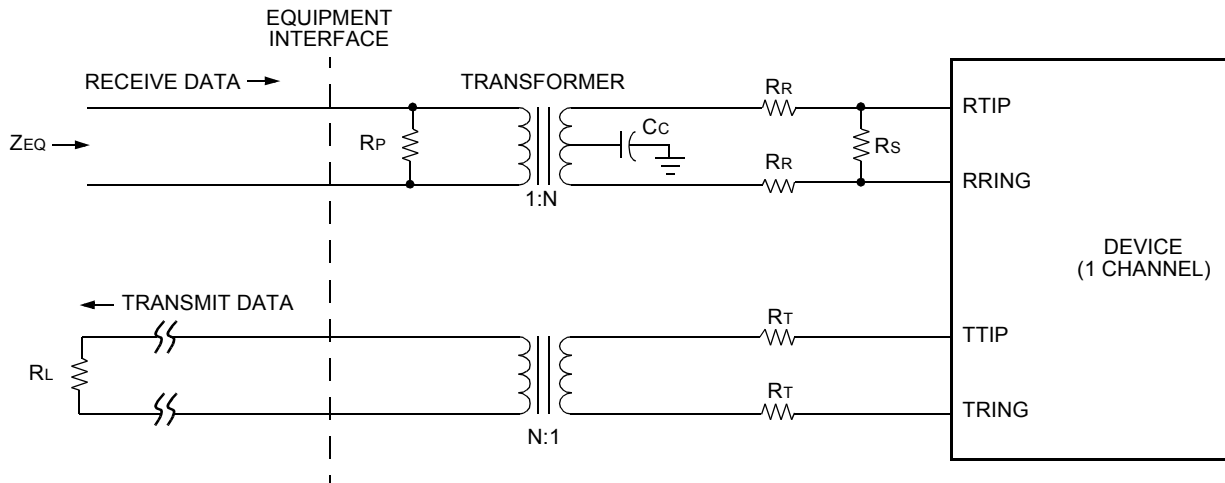 EQUIPMENT
INTERFACE
RECEIVE DATA
TRANSFORMER
RR
RTIP
ZEQ
RP
CC
RS
RR
RRING
1:N
DEVICE
(1 CHANNEL)
TRANSMIT DATA
RT
TTIP
RL
RT
TRING
N:1